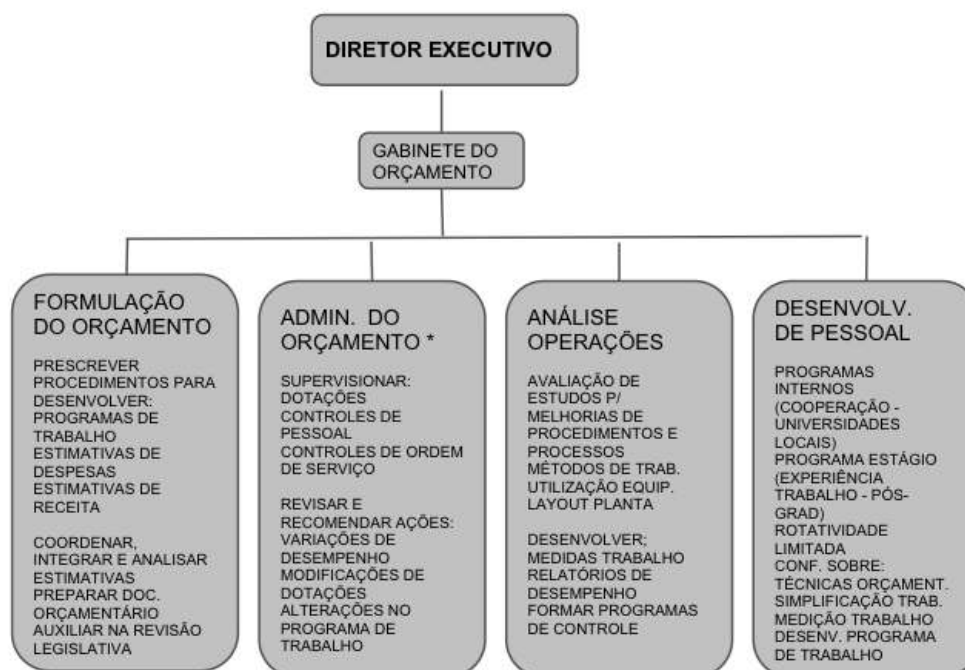 DIRETOR EXECUTIVO
GABINETE DO
ORÇAMENTO
FORMULAÇÃO
DO ORÇAMENTO
PRESCREVER
PROCEDIMENTOS PARA
DESENVOLVER:
PROGRAMAS DE
TRABALHO
ESTIMATIVAS DE
DESPESAS
ESTIMATIVAS DE
RECEITA
COORDENAR,
INTEGRAR E ANALISAR
ESTIMATIVAS
PREPARAR DOC.
ORÇAMENTÁRIO
AUXILIAR NA REVISÃO
LEGISLATIVA
ADMIN. DO
ORÇAMENTO *
SUPERVISIONAR:
DOTAÇÕES
CONTROLES DE
PESSOAL
CONTROLES DE ORDEM
DE SERVIÇO
REVISAR E
RECOMENDAR AÇÕES:
VARIAÇÕES DE
DESEMPENHO
MODIFICAÇÕES DE
DOTAÇÕES
ALTERAÇÕES NO
PROGRAMA DE
TRABALHO
ANÁLISE
OPERAÇÕES
AVALIAÇÃO DE
ESTUDOS P/
MELHORIAS DE
PROCEDIMENTOS E
PROCESSOS
MÉTODOS DE TRAB.
UTILIZAÇÃO EQUIP.
LAYOUT PLANTA
DESENVOLVER;
MEDIDAS TRABALHO
RELATÓRIOS DE
DESEMPENHO
FORMAR PROGRAMAS
DE CONTROLE
DESENVOLV.
DE PESSOAL
PROGRAMAS
INTERNOS
(COOPERAÇÃO -
UNIVERSIDADES
LOCAIS)
PROGRAMA ESTÁGIO
(EXPERIÊNCIA
TRABALHO - PÓS-
GRAD)
ROTATIVIDADE
LIMITADA
CONF. SOBRE:
TÉCNICAS ORÇAMENT.
SIMPLIFICAÇÃO TRAB.
MEDIÇÃO TRABALHO
DESENV. PROGRAMA
DE TRABALHO